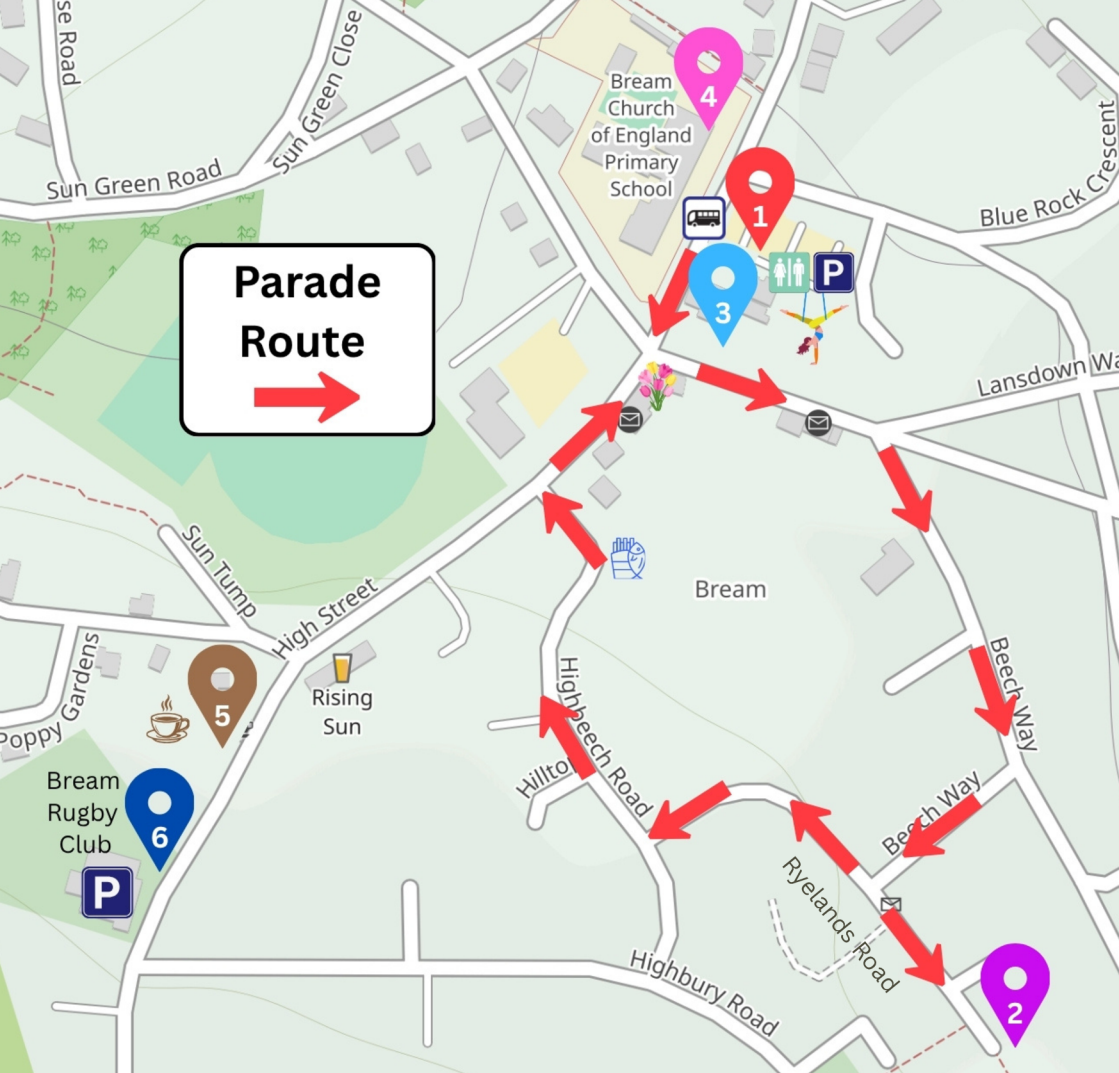 se Road
Sun Green Close
Sun Green Road
Bream
Church
of England
Primary
School
4
1
Blue Rock Crescent
P
3
Parade
Route
Lansdown Wa
Sun Tump
High Street
Bream
Poppy Gardens
5
Rising
Sun
Highbeech Road
Beech Way
Bream
Rugby
Club
6
P
Hillto
Beech Way
Ryelands Road
Highbury Road
2